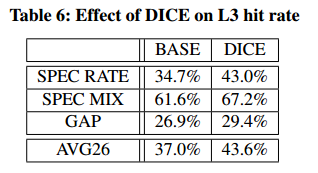 Table 6: Effect of DICE on L3 hit rate
BASE DICE
SPEC RATE 34.7% 43.0%
SPEC MIX 61.6% 67.2%
GAP 26.9% 29.4%
AVG26 37.0% 43.6%